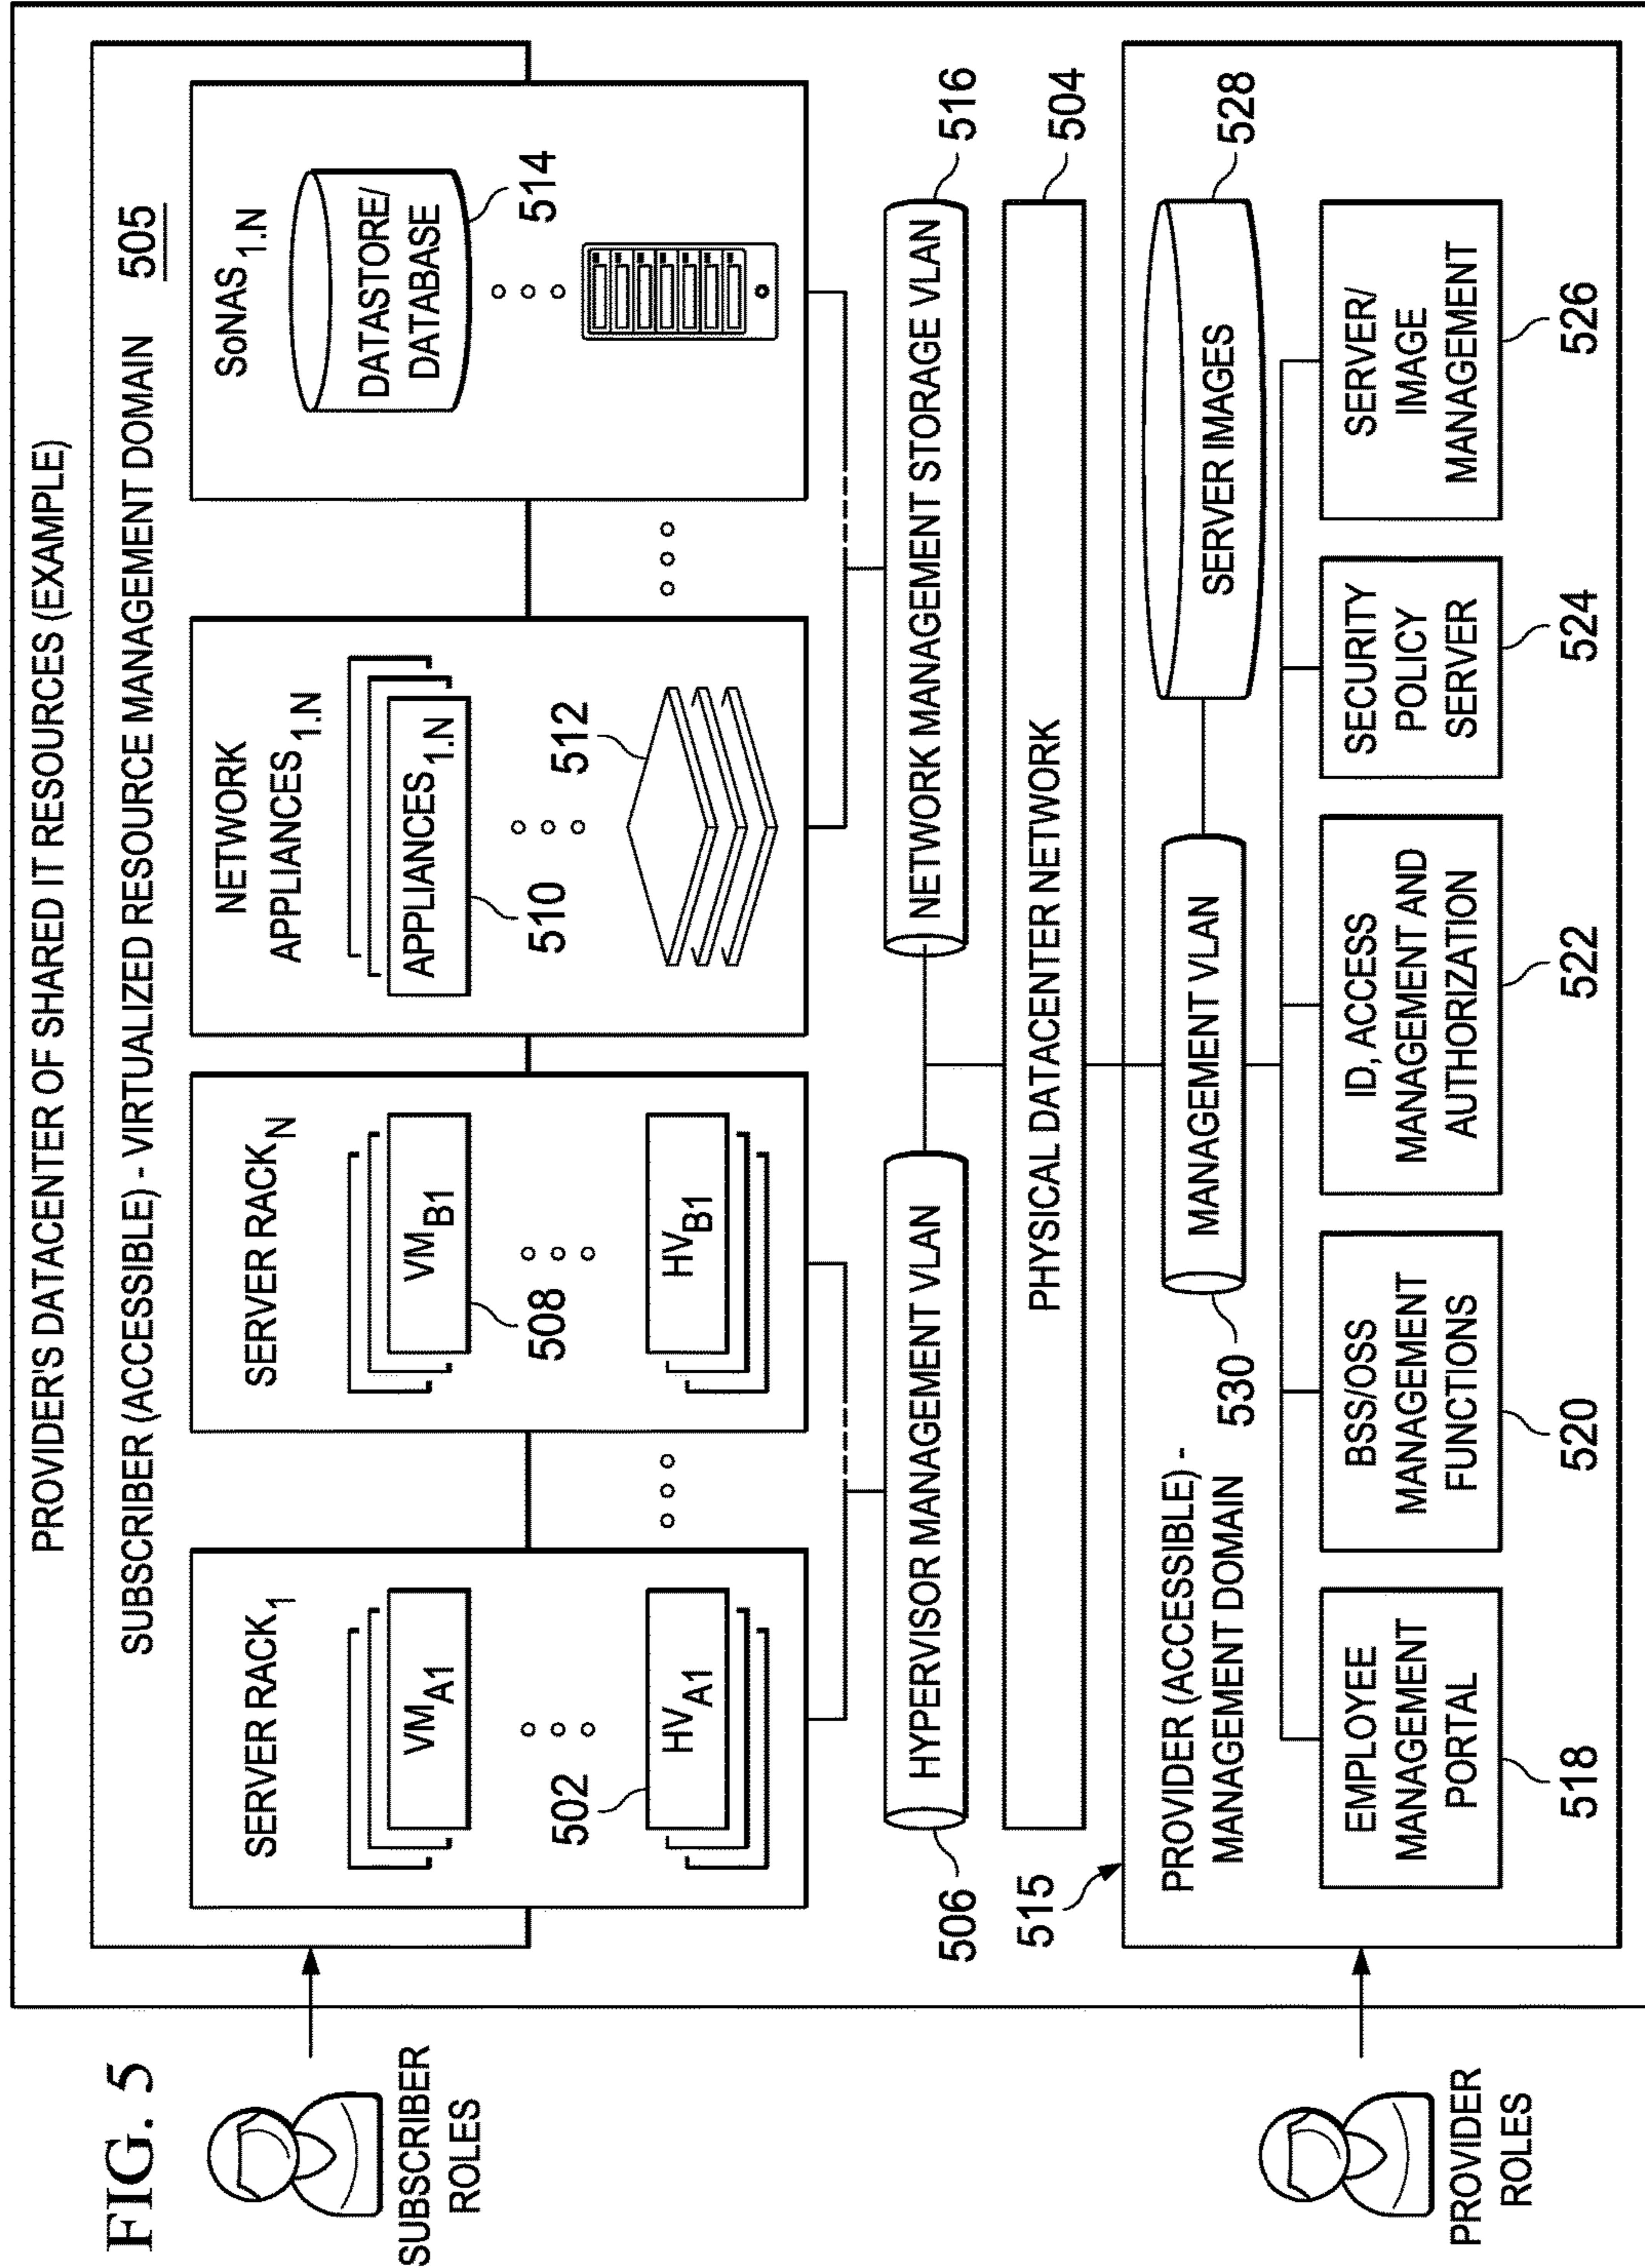 FIG. 5
PROVIDER'S DATACENTER OF SHARED IT RESOURCES (EXAMPLE)
SUBSCRIBER (ACCESSIBLE) - VIRTUALIZED RESOURCE MANAGEMENT DOMAIN 505
SUBSCRIBER
ROLES
SERVER RACK1
VMA1
502
HVA1
SERVER RACKN
VMB1
508
HVB1
NETWORK
APPLIANCES1.N
APPLIANCES1.N
510
512
SoNAS1.N
DATASTORE/
DATABASE
514
506
HYPERVISOR MANAGEMENT VLAN
NETWORK MANAGEMENT STORAGE VLAN
516
PHYSICAL DATACENTER NETWORK
504
515
PROVIDER (ACCESSIBLE) -
MANAGEMENT DOMAIN
530
MANAGEMENT VLAN
SERVER IMAGES
528
PROVIDER
ROLES
EMPLOYEE
MANAGEMENT
PORTAL
518
BSS/OSS
MANAGEMENT
FUNCTIONS
520
ID, ACCESS
MANAGEMENT AND
AUTHORIZATION
522
SECURITY
POLICY
SERVER
524
SERVER/
IMAGE
MANAGEMENT
526